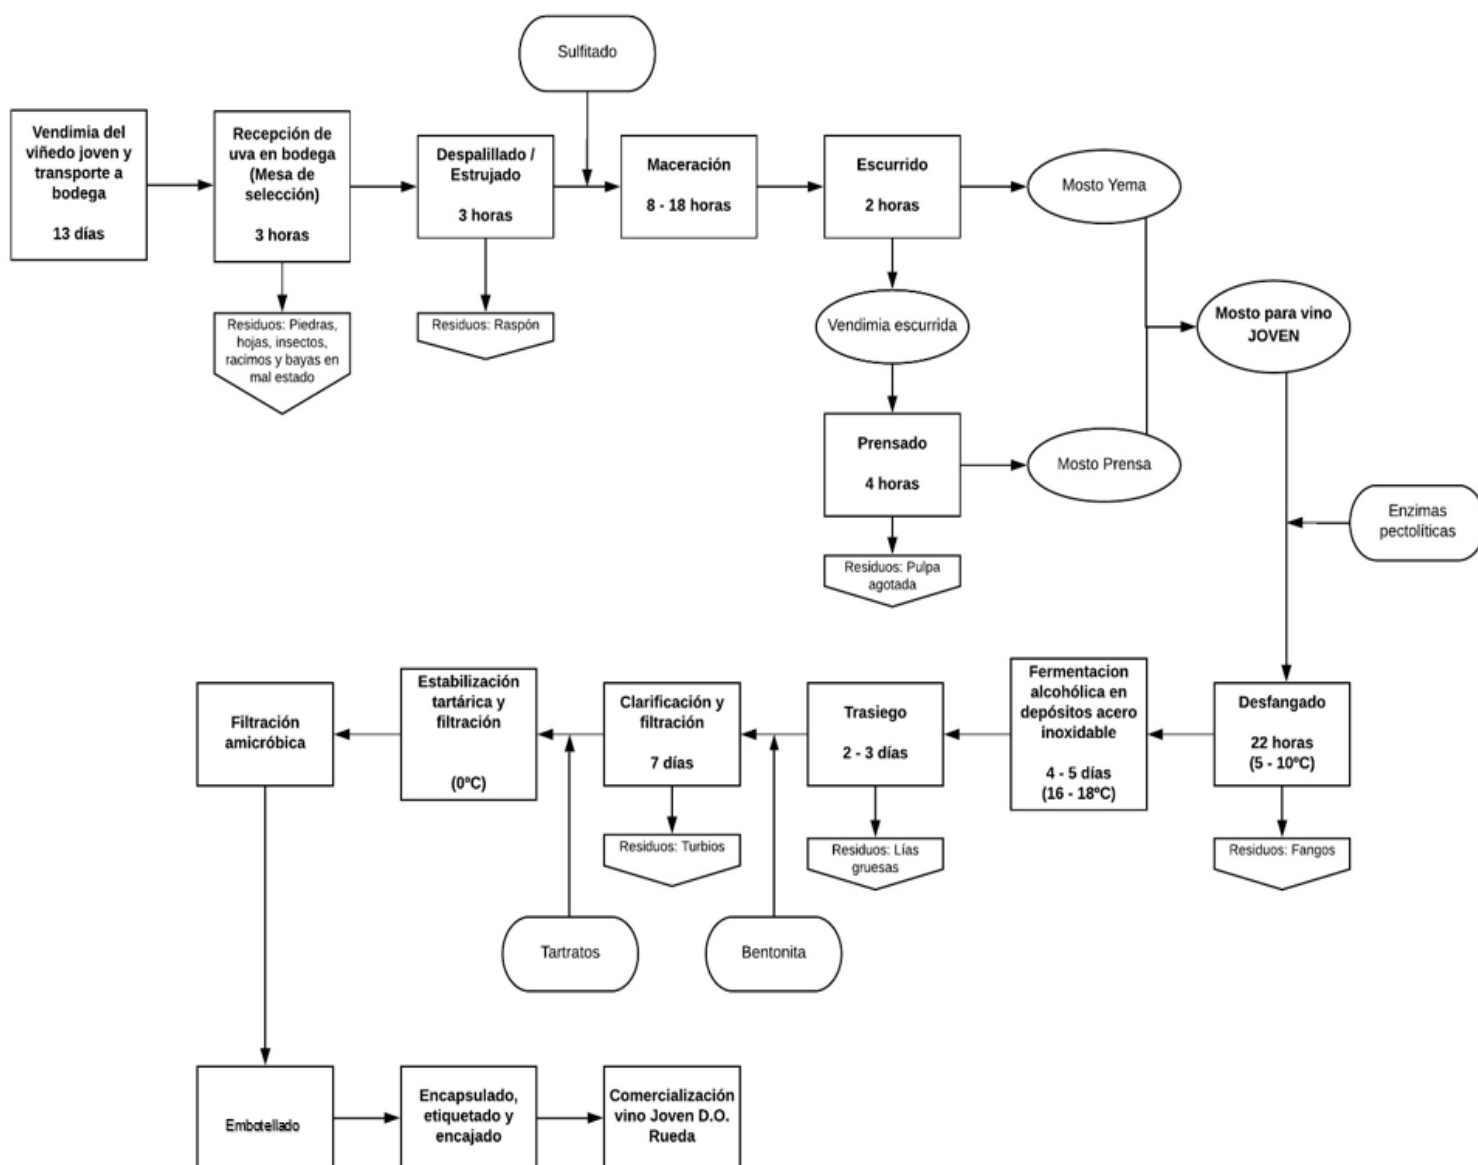 Sulfitado
Vendimia del
viñedo joven y
transporte a
bodega
13 días
Recepción de
uva en bodega
(Mesa de
selección)
3 horas
Despalillado /
Estrujado
3 horas
Maceración
8 - 18 horas
Escurrido
2 horas
Mosto Yema
Residuos: Piedras,
hojas, insectos,
racimos y bayas en
mal estado
Residuos: Raspón
Vendimia escurrida
Mosto para vino
JOVEN
Prensado
4 horas
Mosto Prensa
Enzimas
pectolíticas
Residuos: Pulpa
agotada
Desfangado
22 horas
(5 - 10ºC)
Residuos: Fangos
Fermentacion
alcohólica en
depósitos acero
inoxidable
4 - 5 días
(16 - 18ºC)
Trasiego
2 - 3 días
Residuos: Lías
gruesas
Bentonita
Clarificación y
filtración
7 días
Residuos: Turbios
Tartratos
Estabilización
tartárica y
filtración
(0ºC)
Filtración
amicróbica
Embotellado
Encapsulado,
etiquetado y
encajado
Comercialización
vino Joven D.O.
Rueda